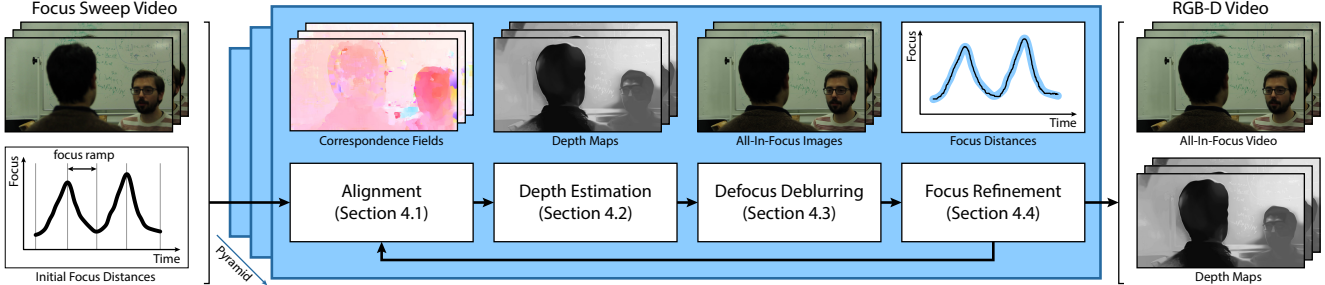 Focus Sweep Video
Focus
focus ramp
Time
Initial Focus Distances
Pyramid
Correspondence Fields
Depth Maps
All-In-Focus Images
Focus
Time
Focus Distances
Alignment
(Section 4.1)
Depth Estimation
(Section 4.2)
Defocus Deblurring
(Section 4.3)
Focus Refinement
(Section 4.4)
RGB-D Video
All-In-Focus Video
Depth Maps